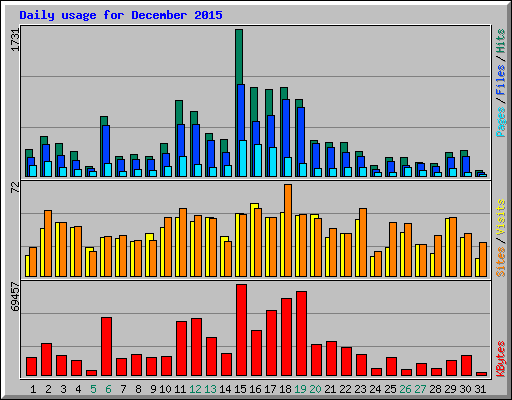 Daily usage for December 2015
1731
Pages / Files / Hits
72
Sites / Visits
69457
KBytes
1 2 3 4 5 6 7 8 9 10 11 12 13 14 15 16 17 18 19 20 21 22 23 24 25 26 27 28 29 30 31